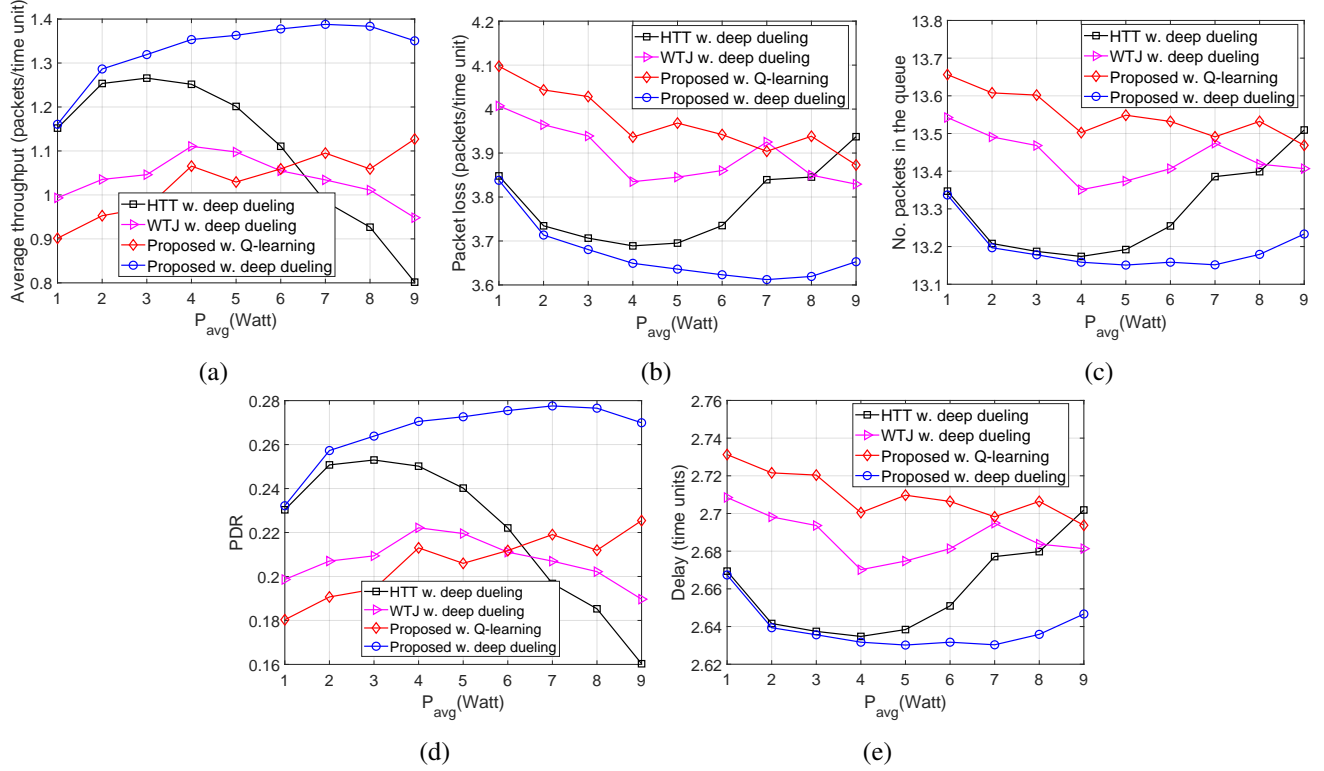 1.4
1.3
1.2
1.1
1
0.9
0.8
Average throughput (packets/time unit)
HTT w. deep dueling
WTJ w. deep dueling
Proposed w. Q-learning
Proposed w. deep dueling
1 2 3 4 5 6 7 8 9
P_avg(Watt)
(a)
4.2
4.1
4
3.9
3.8
3.7
3.6
Packet loss (packets/time unit)
HTT w. deep dueling
WTJ w. deep dueling
Proposed w. Q-learning
Proposed w. deep dueling
1 2 3 4 5 6 7 8 9
P_avg(Watt)
(b)
13.8
13.7
13.6
13.5
13.4
13.3
13.2
13.1
No. packets in the queue
HTT w. deep dueling
WTJ w. deep dueling
Proposed w. Q-learning
Proposed w. deep dueling
1 2 3 4 5 6 7 8 9
P_avg(Watt)
(c)
0.28
0.26
0.24
0.22
0.2
0.18
0.16
PDR
HTT w. deep dueling
WTJ w. deep dueling
Proposed w. Q-learning
Proposed w. deep dueling
1 2 3 4 5 6 7 8 9
P_avg(Watt)
(d)
2.76
2.74
2.72
2.7
2.68
2.66
2.64
2.62
Delay (time units)
HTT w. deep dueling
WTJ w. deep dueling
Proposed w. Q-learning
Proposed w. deep dueling
1 2 3 4 5 6 7 8 9
P_avg(Watt)
(e)